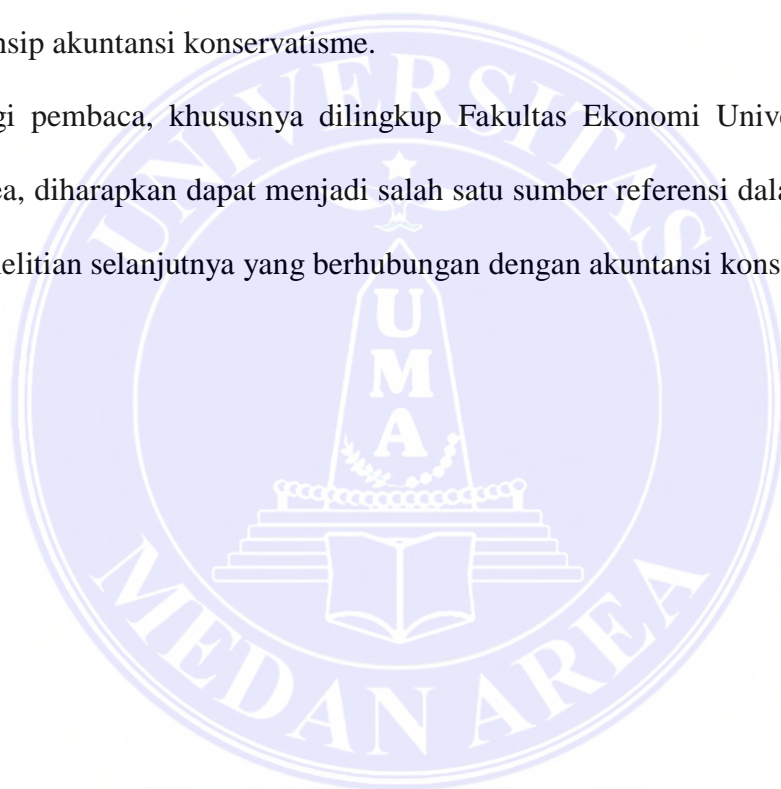 nsip akuntansi konservatisme.
gi pembaca, khususnya dilingkup Fakultas Ekonomi Unive
ea, diharapkan dapat menjadi salah satu sumber referensi dala
nelitian selanjutnya yang berhubungan dengan akuntansi kons
UNIVERSITAS
UMA
MEDAN AREA